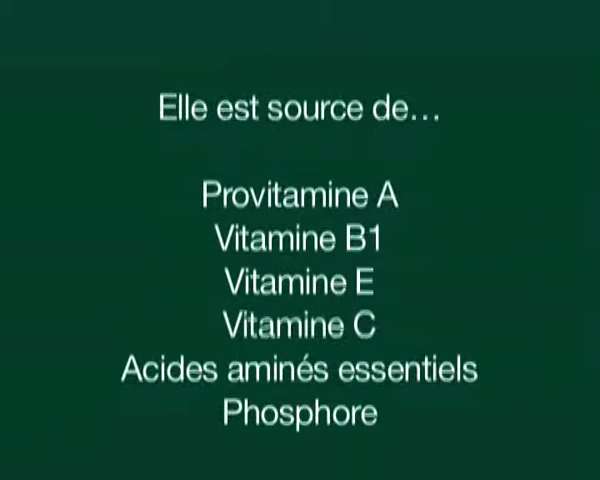 Elle est source de...
Provitamine A
Vitamine B1
Vitamine E
Vitamine C
Acides aminés essentiels
Phosphore